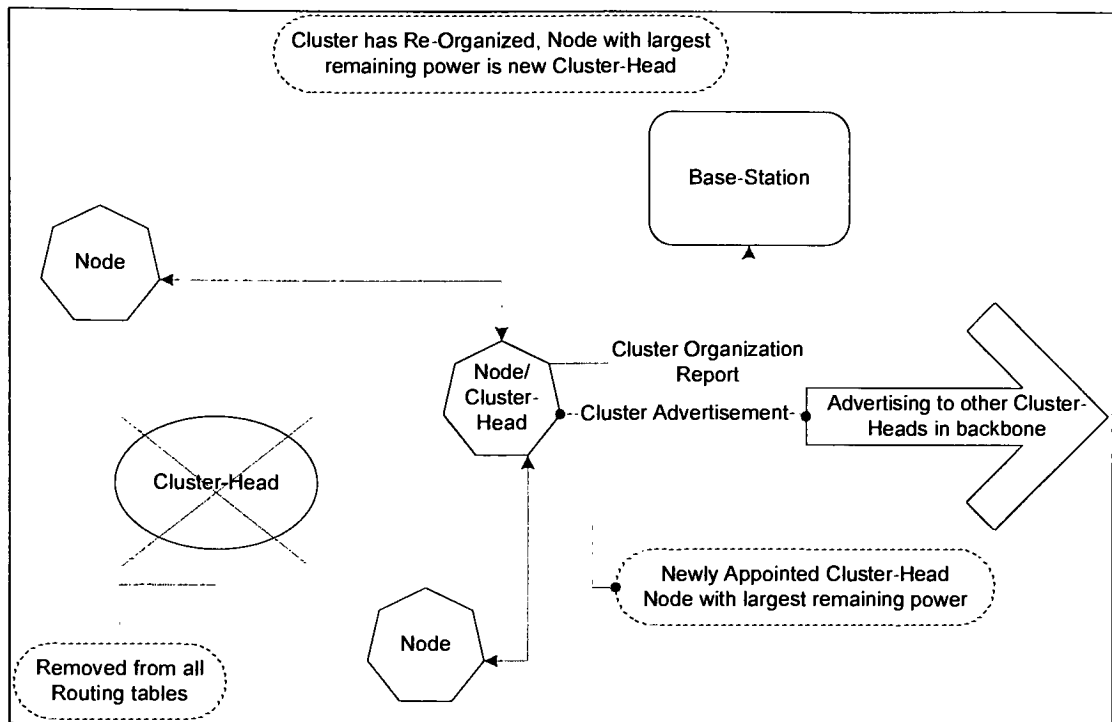 Cluster has Re-Organized, Node with largest
remaining power is new Cluster-Head
Base-Station
Node
Node/
Cluster-
Head
Cluster Organization
Report
Cluster Advertisement
Advertising to other Cluster-
Heads in backbone
Cluster-Head
Newly Appointed Cluster-Head
Node with largest remaining power
Node
Removed from all
Routing tables